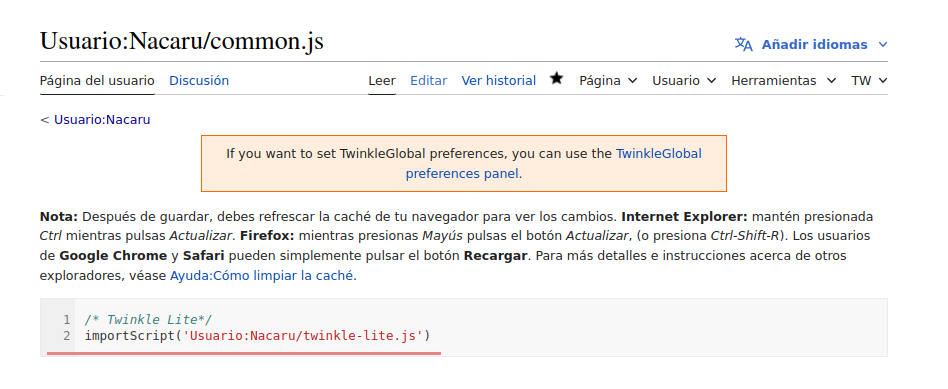 Usuario:Nacaru/common.js
Añadir idiomas
Página del usuario Discusión Leer Editar Ver historial Página Usuario Herramientas TW
< Usuario:Nacaru
If you want to set TwinkleGlobal preferences, you can use the TwinkleGlobal
preferences panel.
Nota: Después de guardar, debes refrescar la caché de tu navegador para ver los cambios. Internet Explorer: mantén presionada
Ctrl mientras pulsas Actualizar. Firefox: mientras presionas Mayús pulsas el botón Actualizar, (o presiona Ctrl-Shift-R). Los usuarios
de Google Chrome y Safari pueden simplemente pulsar el botón Recargar. Para más detalles e instrucciones acerca de otros
exploradores, véase Ayuda:Cómo limpiar la caché.
1 /* Twinkle Lite*/
2 importScript('Usuario:Nacaru/twinkle-lite.js')